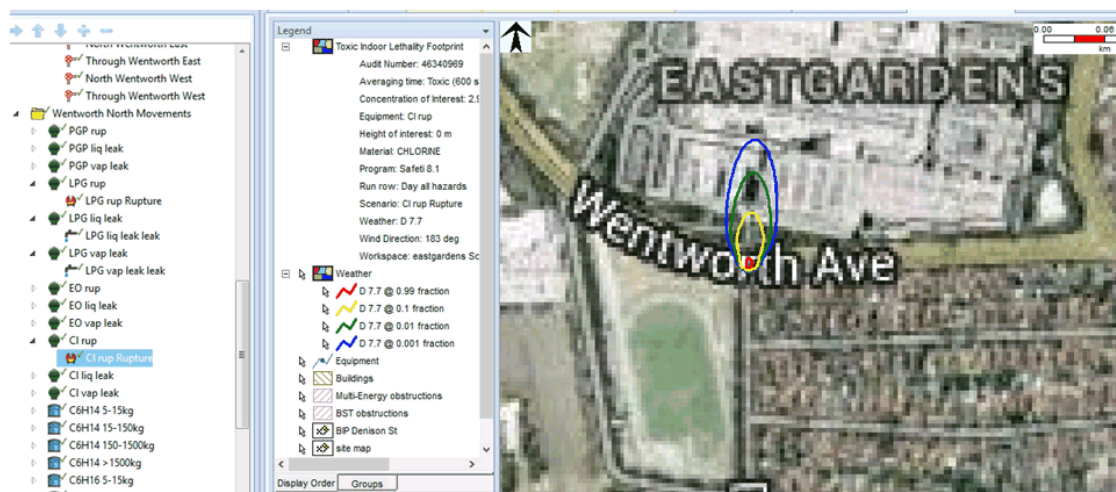 North Wentworth East
Through Wentworth East
North Wentworth West
Through Wentworth West
Wentworth North Movements
PGP rup
PGP liq leak
PGP vap leak
LPG rup
LPG rup Rupture
LPG liq leak
LPG liq leak leak
LPG vap leak
LPG vap leak leak
EO rup
EO liq leak
EO vap leak
Cl rup
Cl rup Rupture
Cl liq leak
Cl vap leak
C6H14 5-15kg
C6H14 15-150kg
C6H14 150-1500kg
C6H14 >1500kg
C6H16 5-15kg
Legend
Toxic Indoor Lethality Footprint
Audit Number: 46340969
Averaging time: Toxic (600 s
Concentration of Interest: 2.9
Equipment: Cl rup
Height of interest: 0 m
Material: CHLORINE
Program: Safeti 8.1
Run row: Day all hazards
Scenario: Cl rup Rupture
Weather: D 7.7
Wind Direction: 183 deg
Workspace: eastgardens Sc
Weather
D 7.7 @ 0.99 fraction
D 7.7 @ 0.1 fraction
D 7.7 @ 0.01 fraction
D 7.7 @ 0.001 fraction
Equipment
Buildings
Multi-Energy obstructions
BST obstructions
BIP Denison St
site map
Display Order
Groups
0.00 0.06
km
EASTGARDENS
Wentworth Ave